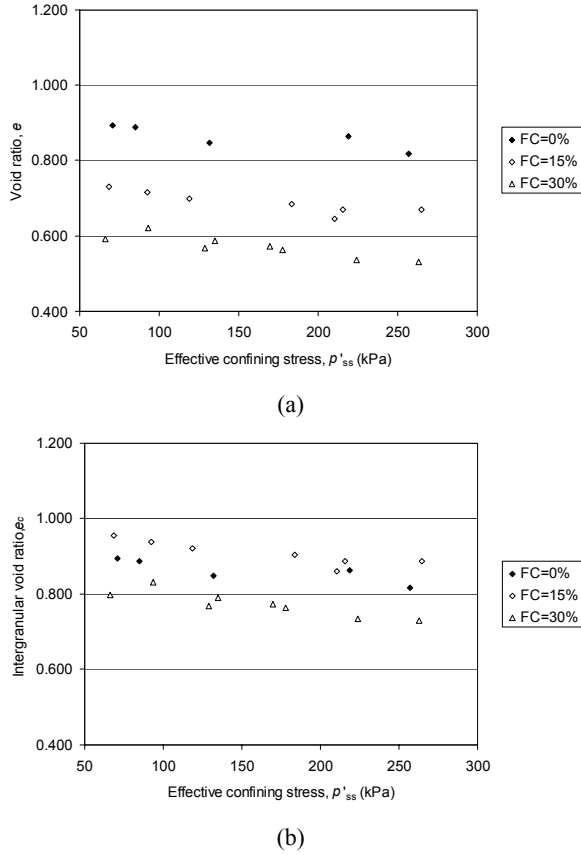 1.200
1.000
0.800
0.600
0.400
Void ratio, e
50 100 150 200 250 300
Effective confining stress, p'ss (kPa)
FC=0%
FC=15%
FC=30%
(a)
1.200
1.000
0.800
0.600
0.400
Intergranular void ratio,ec
50 100 150 200 250 300
Effective confining stress, p'ss (kPa)
FC=0%
FC=15%
FC=30%
(b)